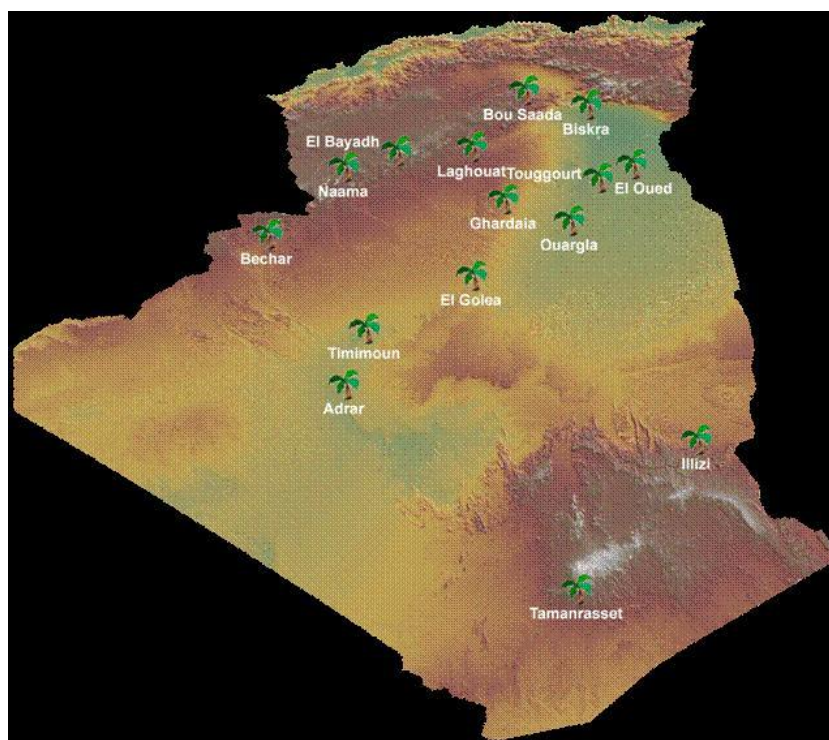 Bou Saada
Biskra
El Bayadh
Laghouat
Touggourt
El Oued
Naama
Ghardaia
Ouargla
Bechar
El Golea
Timimoun
Adrar
Illizi
Tamanrasset